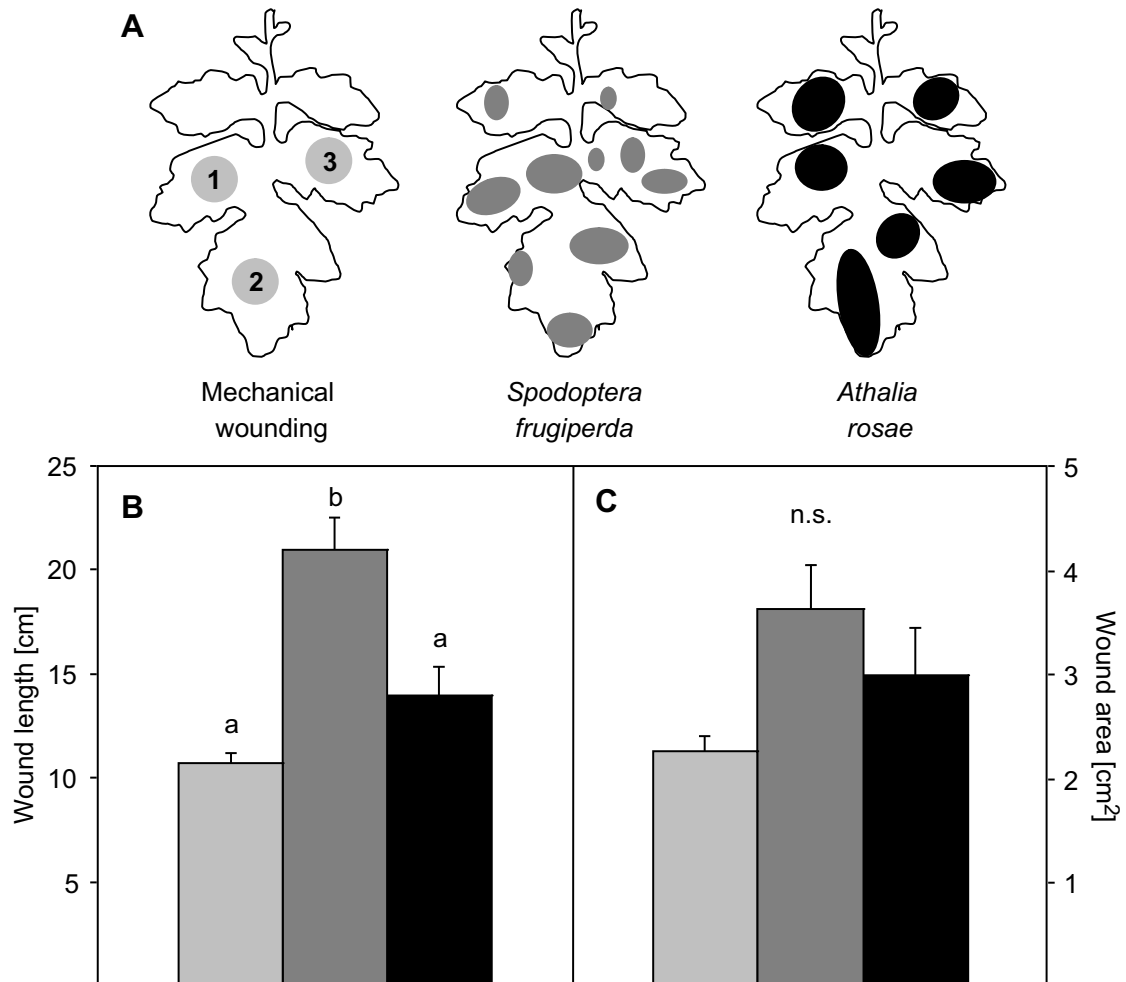 A
1
3
2
Mechanical
wounding
Spodoptera
frugiperda
Athalia
rosae
25
20
15
10
5
Wound length [cm]
B
a
b
a
C
n.s.
5
4
3
2
1
Wound area [cm²]